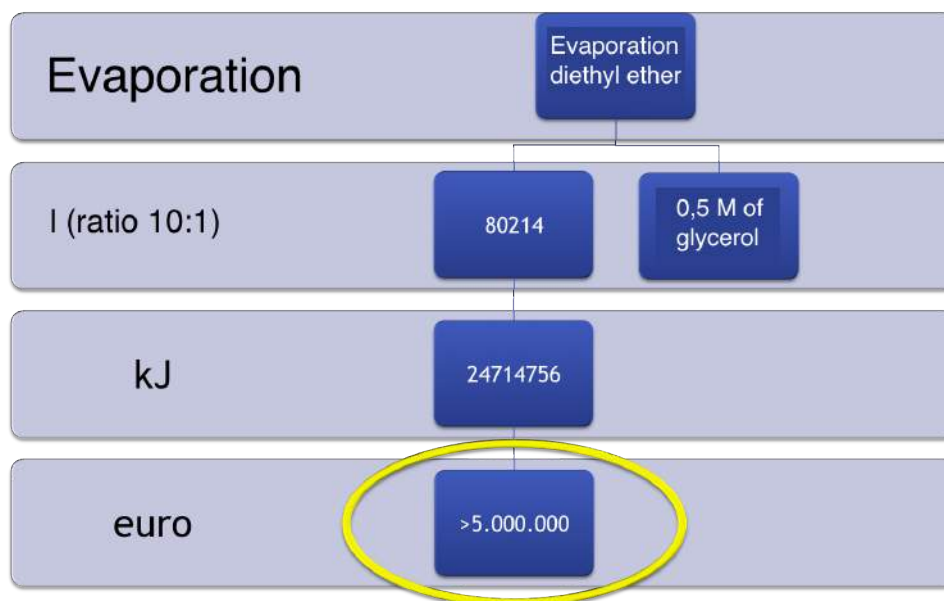 Evaporation
Evaporation
diethyl ether
l (ratio 10:1)
80214
0,5 M of
glycerol
kJ
24714756
euro
>5.000.000